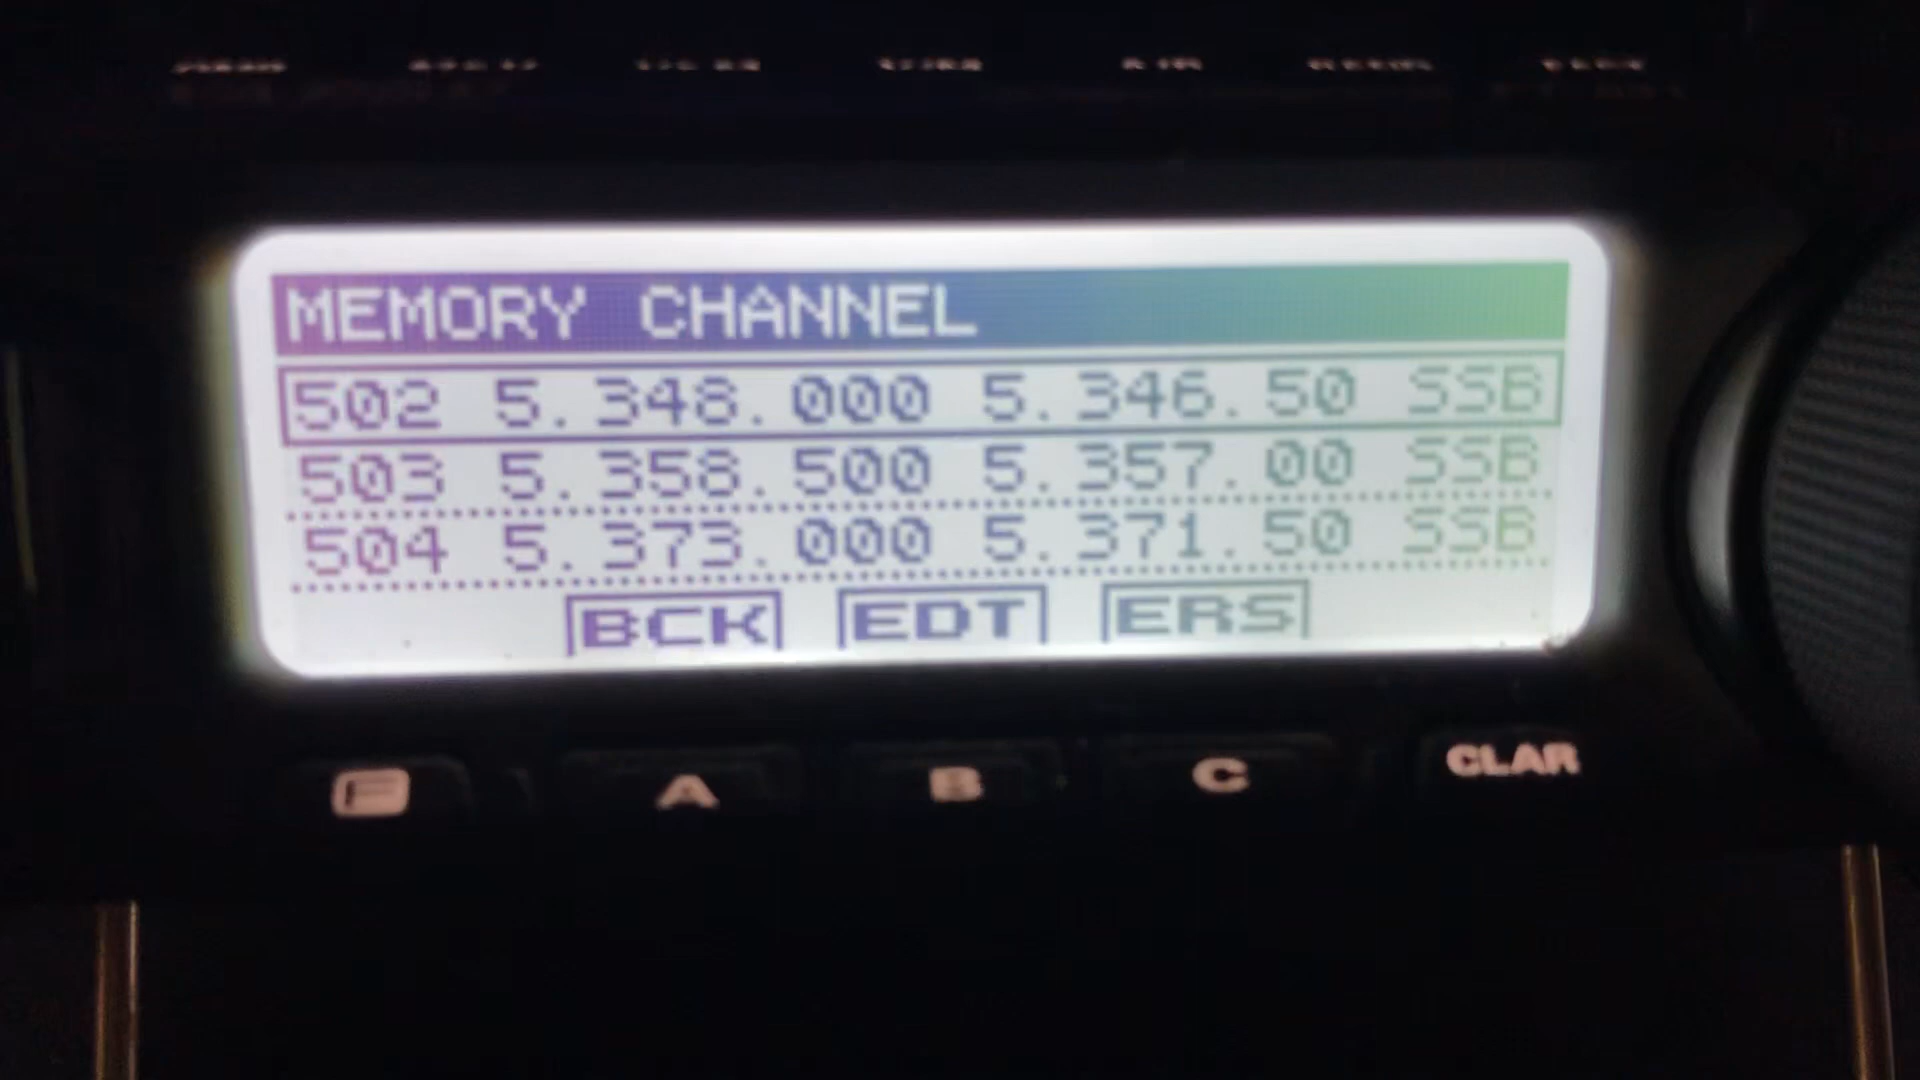 MEMORY CHANNEL
502 5.348.000 5.346.50 SSB
503 5.358.500 5.357.00 SSB
504 5.373.000 5.371.50 SSB
BCK EDT ERS
F A B C CLAR